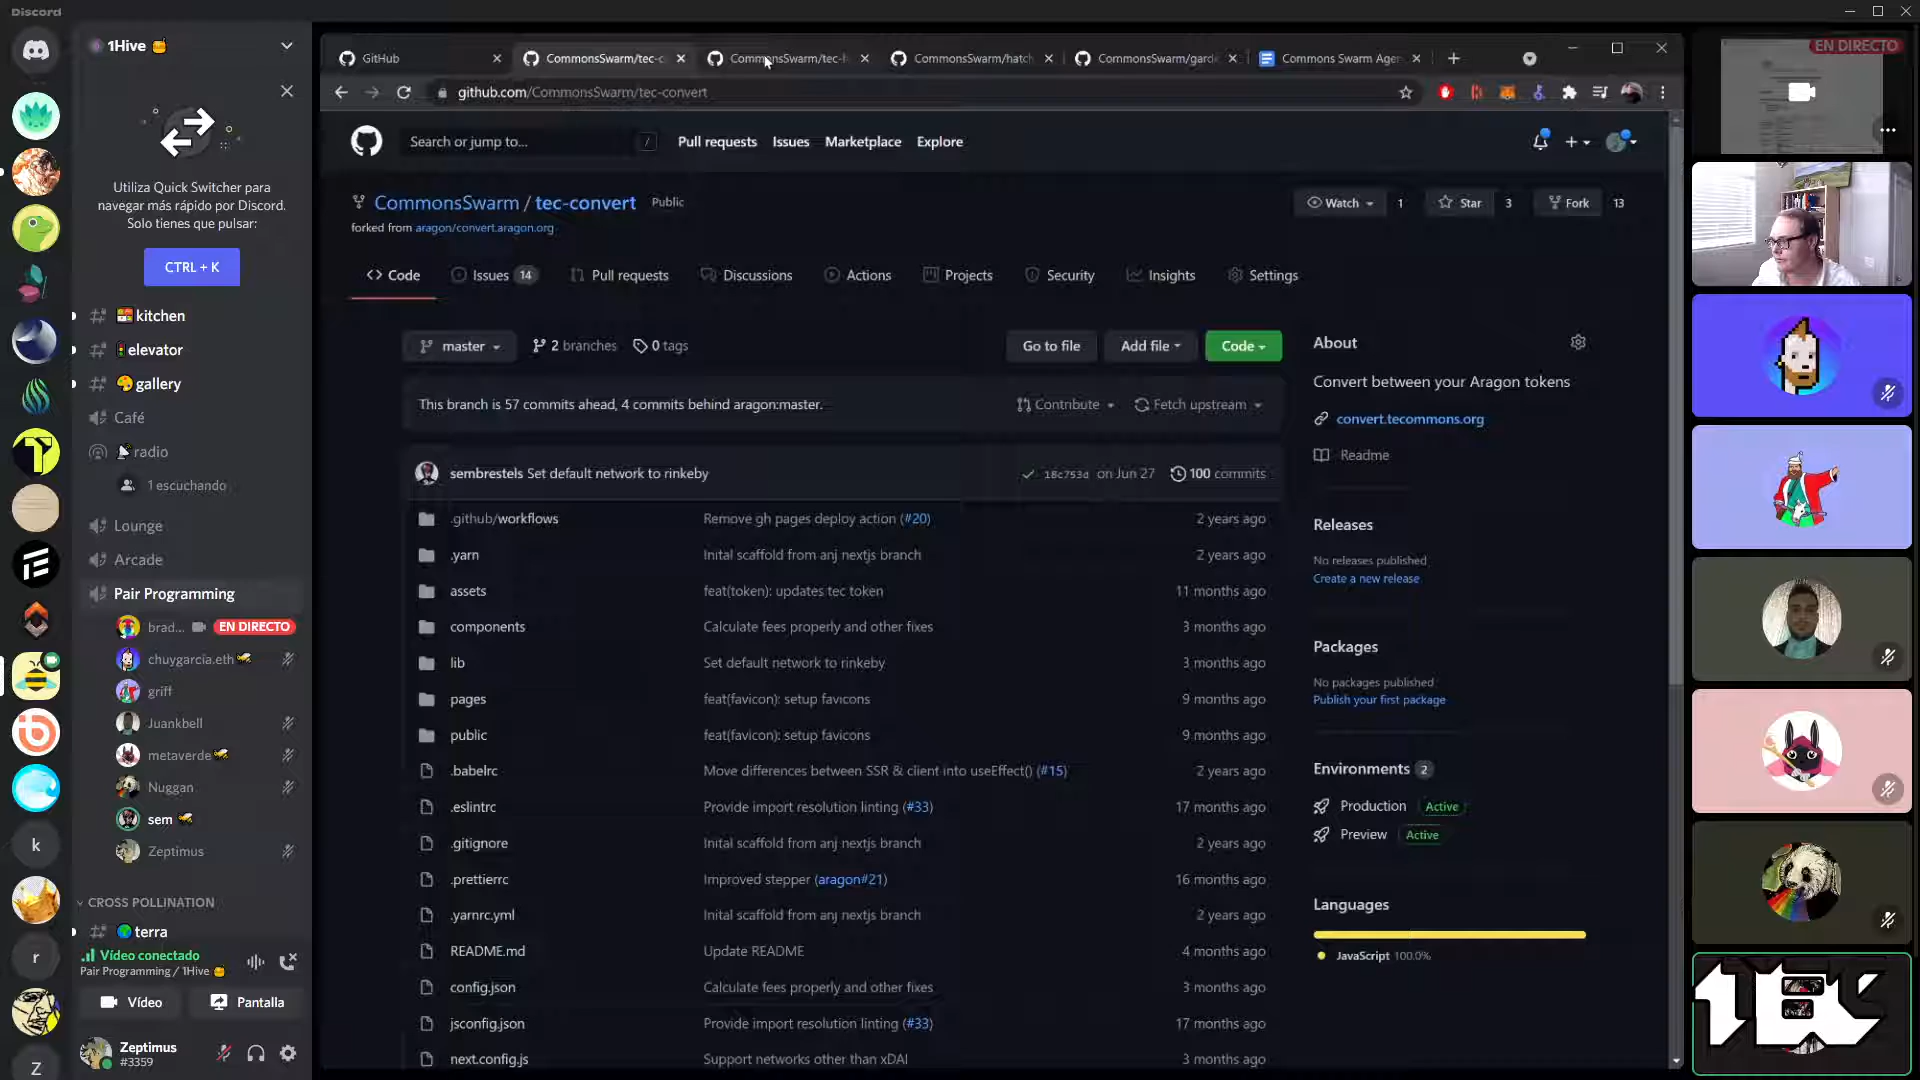 Discord
1Hive
Utiliza Quick Switcher para
navegar más rápido por Discord.
Solo tienes que pulsar:
CTRL + K
kitchen
elevator
gallery
Café
radio
1 escuchando
Lounge
Arcade
Pair Programming
brad... EN DIRECTO
chuygarcia.eth
griff
Juankbell
metaverde
Nuggan
sem
Zeptimus
CROSS POLLINATION
terra
Vídeo conectado
Pair Programming / 1Hive
Vídeo
Pantalla
Zeptimus
#3359
k
r
Z
GitHub
CommonsSwarm/tec-c
CommonsSwarm/tec-h
CommonsSwarm/hatch
CommonsSwarm/garde
Commons Swarm Agen
github.com/CommonsSwarm/tec-convert
Search or jump to...
/
Pull requests
Issues
Marketplace
Explore
CommonsSwarm / tec-convert
Public
forked from aragon/convert.aragon.org
Watch 1
Star 3
Fork 13
Code
Issues 14
Pull requests
Discussions
Actions
Projects
Security
Insights
Settings
master
2 branches
0 tags
Go to file
Add file
Code
This branch is 57 commits ahead, 4 commits behind aragon:master.
Contribute
Fetch upstream
sembrestels Set default network to rinkeby
18c753d on Jun 27
100 commits
.github/workflows Remove gh pages deploy action (#20) 2 years ago
.yarn Inital scaffold from anj nextjs branch 2 years ago
assets feat(token): updates tec token 11 months ago
components Calculate fees properly and other fixes 3 months ago
lib Set default network to rinkeby 3 months ago
pages feat(favicon): setup favicons 9 months ago
public feat(favicon): setup favicons 9 months ago
.babelrc Move differences between SSR & client into useEffect() (#15) 2 years ago
.eslintrc Provide import resolution linting (#33) 17 months ago
.gitignore Inital scaffold from anj nextjs branch 2 years ago
.prettierrc Improved stepper (aragon#21) 16 months ago
.yarnrc.yml Inital scaffold from anj nextjs branch 2 years ago
README.md Update README 4 months ago
config.json Calculate fees properly and other fixes 3 months ago
jsconfig.json Provide import resolution linting (#33) 17 months ago
next.config.js Support networks other than xDAI 3 months ago
About
Convert between your Aragon tokens
convert.tecommons.org
Readme
Releases
No releases published
Create a new release
Packages
No packages published
Publish your first package
Environments 2
Production Active
Preview Active
Languages
JavaScript 100.0%
EN DIRECTO